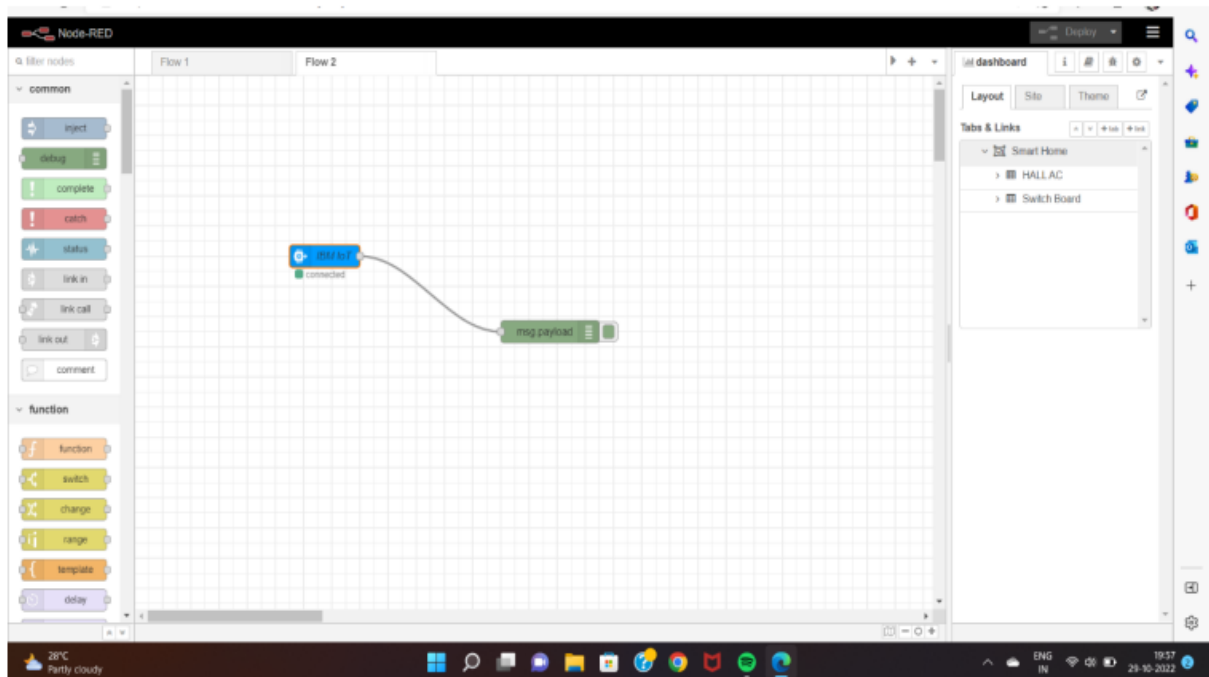 Node-RED
Deploy
filter nodes
Flow 1
Flow 2
dashboard
common
Layout
Site
Theme
Tabs & Links
+ tab
+ link
inject
Smart Home
debug
HALL AC
complete
Switch Board
catch
status
IBM IoT
connected
link in
link call
link out
msg.payload
comment
function
function
switch
change
range
template
delay
28°C
Partly cloudy
ENG
IN
19:57
29-10-2022